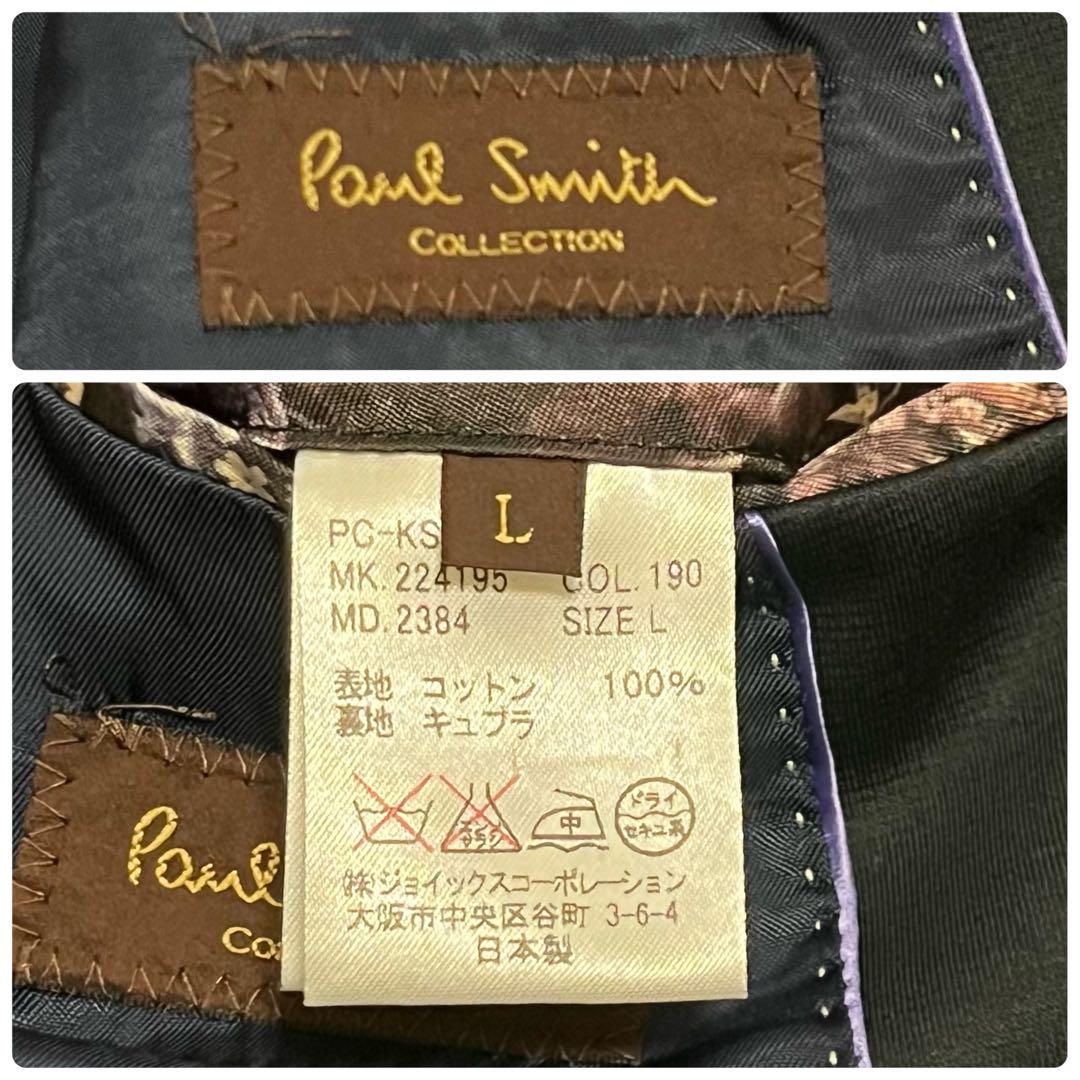 Paul Smith
COLLECTION
L
PC-KS
MK. 224195 COL. 190
MD. 2384 SIZE L
表地 コットン 100%
裏地 キュプラ
中
ドライ
セキユ系
㈱ジョイックスコーポレーション
大阪市中央区谷町 3-6-4
日本製
Paul
Co